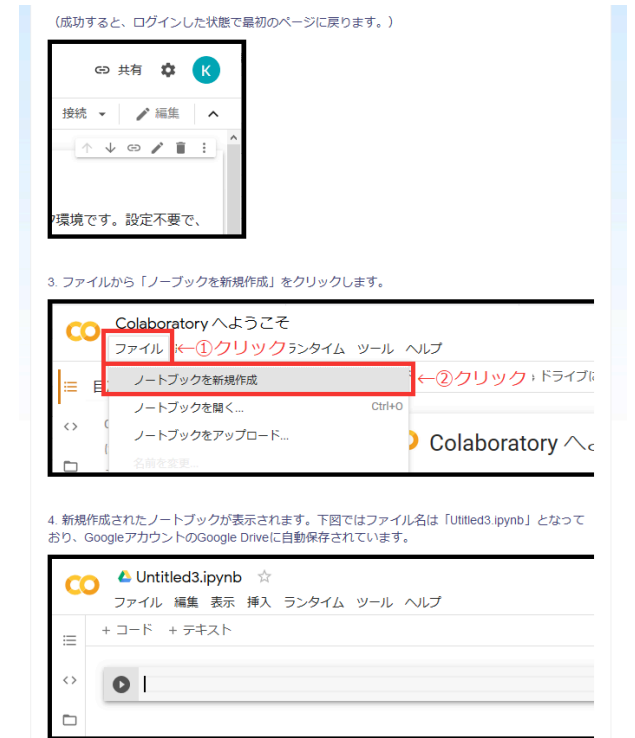 （成功すると、ログインした状態で最初のページに戻ります。）
共有
K
接続
編集
環境です。設定不要で、
3. ファイルから「ノーブックを新規作成」をクリックします。
Colaboratory へようこそ
ファイル ←①クリック ランタイム ツール ヘルプ
ノートブックを新規作成 ←②クリック ドライブに
ノートブックを開く... Ctrl+O
ノートブックをアップロード...
名前を変更...
Colaboratory へよ
4. 新規作成されたノートブックが表示されます。下図ではファイル名は「Utitled3.ipynb」となって
おり、GoogleアカウントのGoogle Driveに自動保存されています。
Untitled3.ipynb
ファイル 編集 表示 挿入 ランタイム ツール ヘルプ
+ コード + テキスト